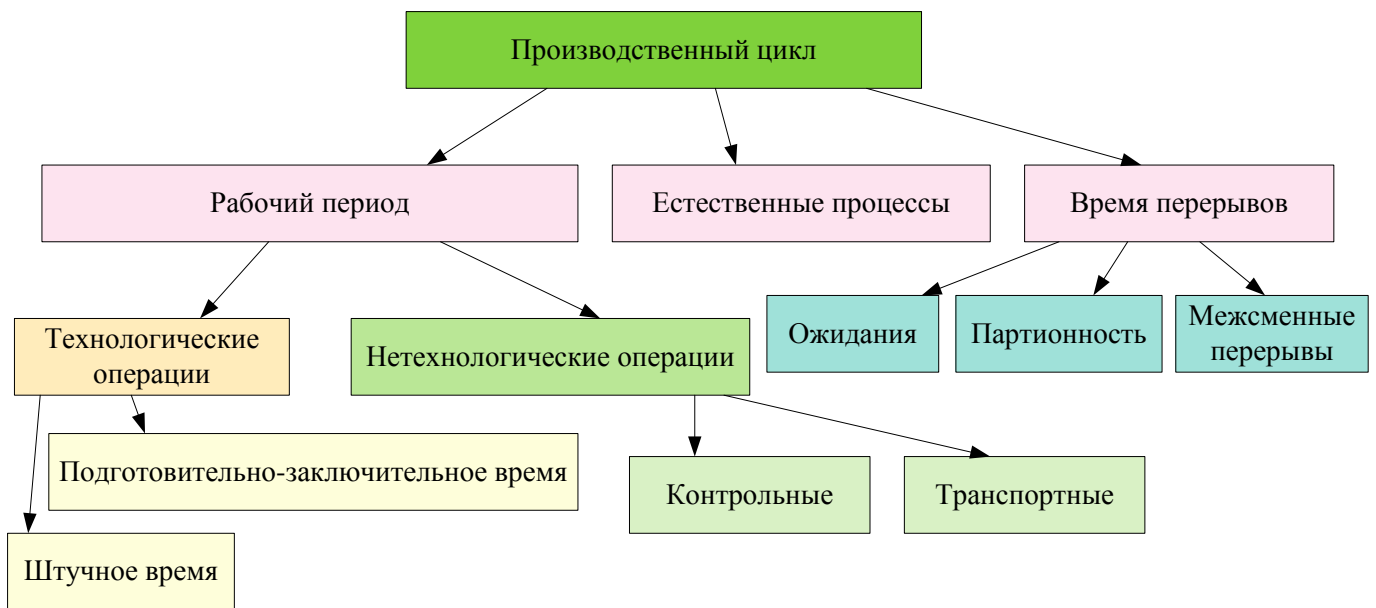 Производственный цикл
Рабочий период
Естественные процессы
Время перерывов
Технологические
операции
Нетехнологические операции
Ожидания
Партионность
Межсменные
перерывы
Подготовительно-заключительное время
Контрольные
Транспортные
Штучное время